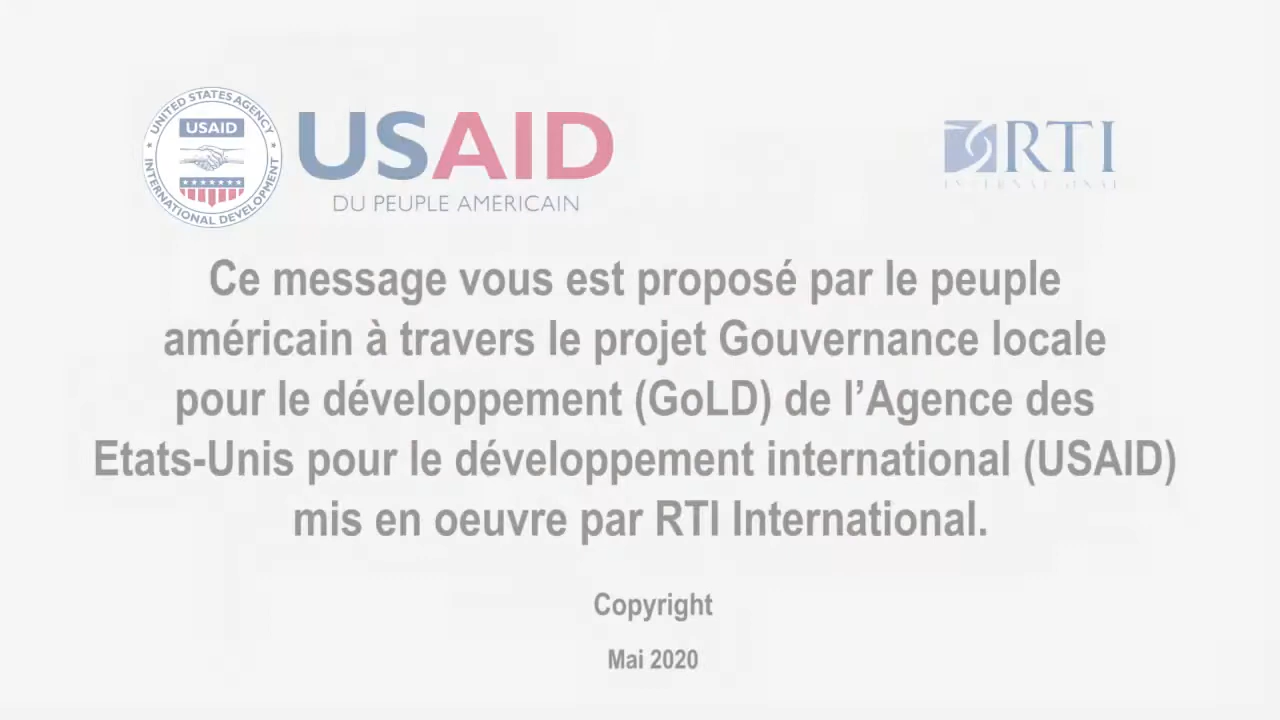 UNITED STATES AGENCY
USAID
INTERNATIONAL DEVELOPMENT
USAID
DU PEUPLE AMERICAIN
RTI
INTERNATIONAL
Ce message vous est proposé par le peuple
américain à travers le projet Gouvernance locale
pour le développement (GoLD) de l’Agence des
Etats-Unis pour le développement international (USAID)
mis en oeuvre par RTI International.
Copyright
Mai 2020